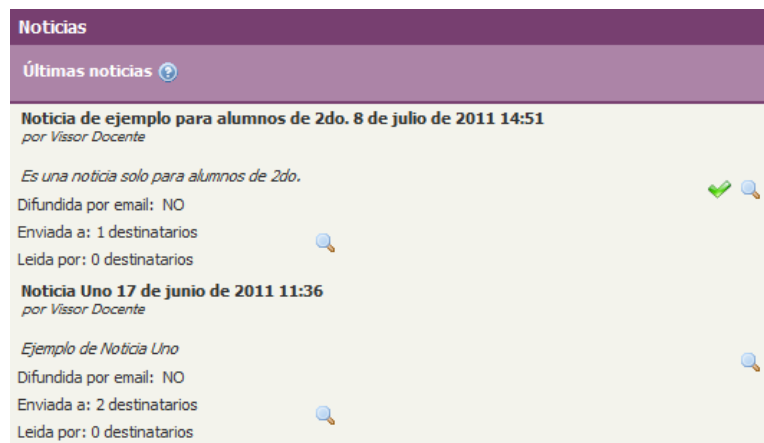 Noticias
Últimas noticias
Noticia de ejemplo para alumnos de 2do. 8 de julio de 2011 14:51
por Vissor Docente
Es una noticia solo para alumnos de 2do.
Difundida por email: NO
Enviada a: 1 destinatarios
Leida por: 0 destinatarios
Noticia Uno 17 de junio de 2011 11:36
por Vissor Docente
Ejemplo de Noticia Uno
Difundida por email: NO
Enviada a: 2 destinatarios
Leida por: 0 destinatarios